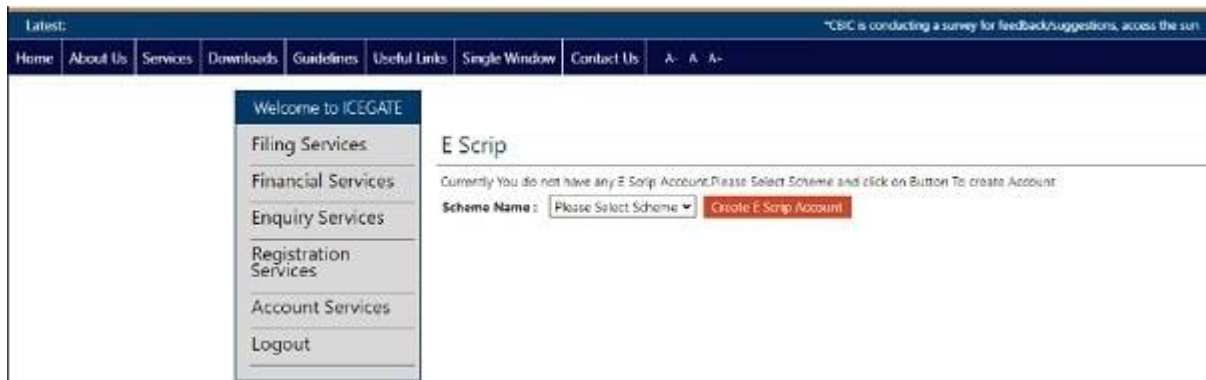 Latest:
*CBIC is conducting a survey for feedback/suggestions, access the sur
Home About Us Services Downloads Guidelines Useful Links Single Window Contact Us A- A A+
Welcome to ICEGATE
Filing Services
Financial Services
Enquiry Services
Registration
Services
Account Services
Logout
E Scrip
Currently You do not have any E Scrip Account.Please Select Scheme and click on Button To create Account
Scheme Name : Please Select Scheme Create E Scrip Account